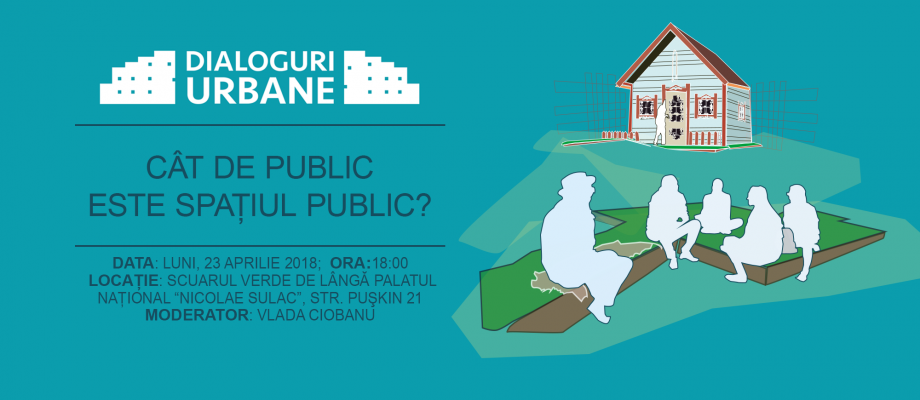 DIALOGURI
URBANE
CÂT DE PUBLIC
ESTE SPAȚIUL PUBLIC?
DATA: LUNI, 23 APRILIE 2018; ORA:18:00
LOCAȚIE: SCUARUL VERDE DE LÂNGĂ PALATUL
NAȚIONAL “NICOLAE SULAC”, STR. PUȘKIN 21
MODERATOR: VLADA CIOBANU